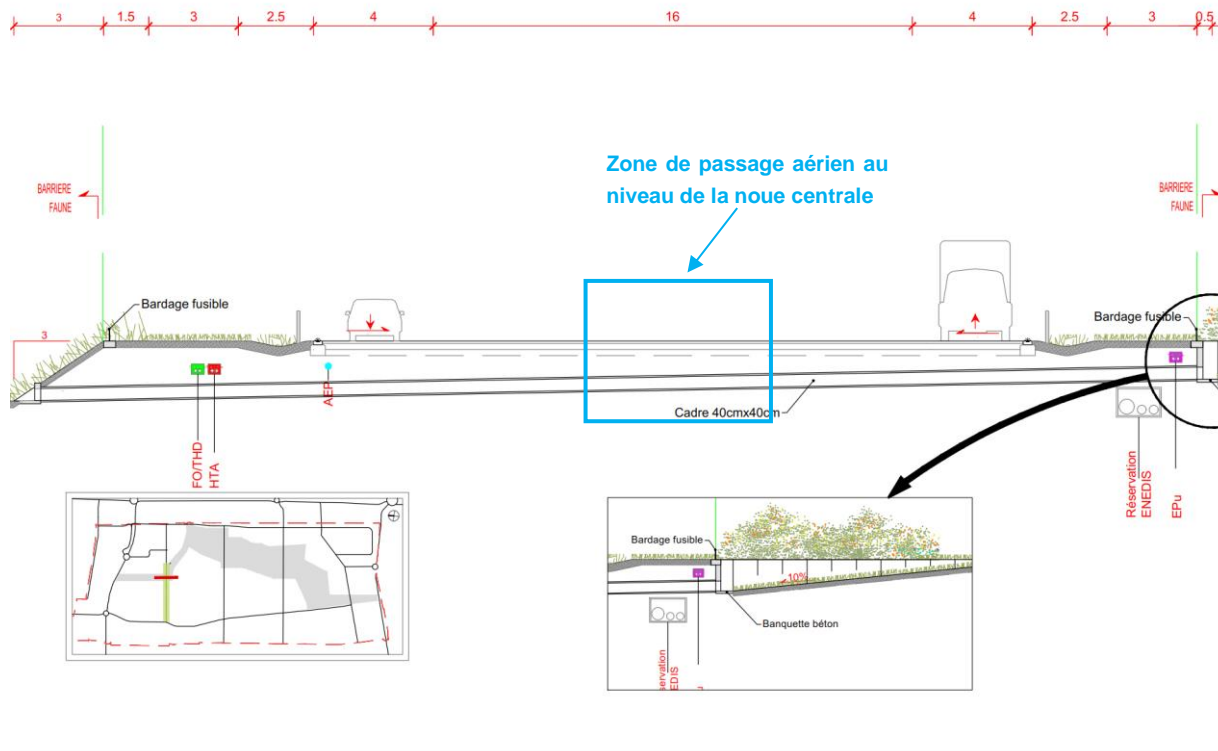 3 1.5 3 2.5 4 16 4 2.5 3 0.5
Zone de passage aérien au
niveau de la noue centrale
BARRIERE
FAUNE
BARRIERE
FAUNE
Bardage fusible
Bardage fusible
3
AEP
Cadre 40cmx40cm
FO/THD
HTA
Réservation
ENEDIS
EPu
Bardage fusible
10%
Banquette béton
servation
EDIS
u